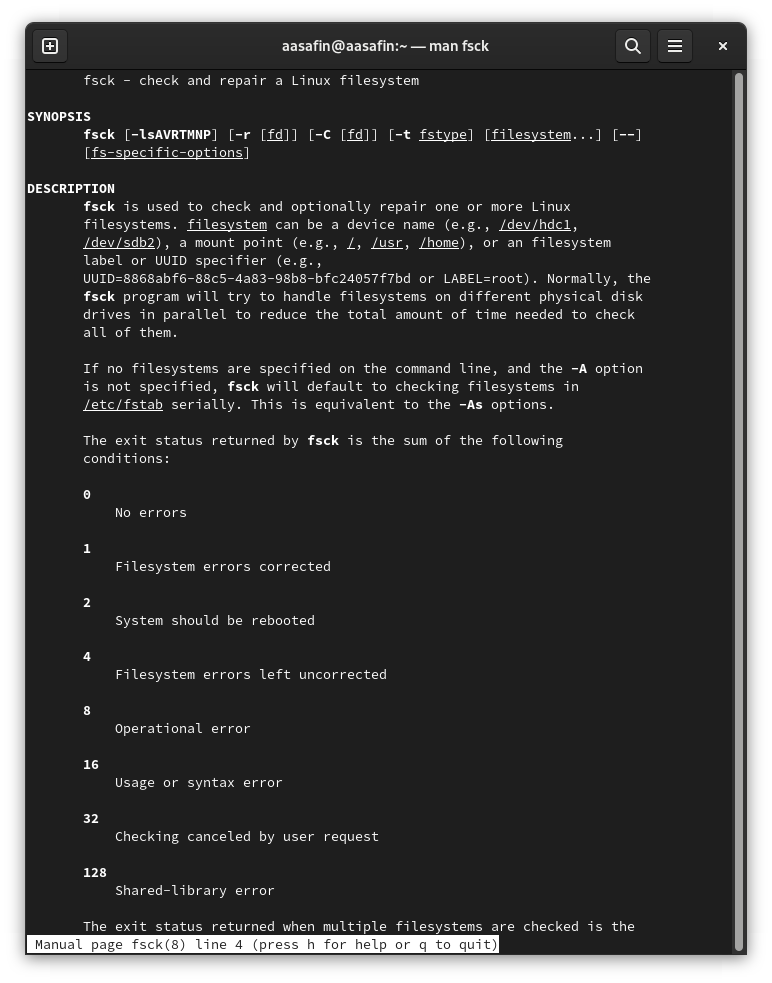 aasafin@aasafin:~ — man fsck
fsck - check and repair a Linux filesystem
SYNOPSIS
fsck [-lsAVRTMNP] [-r [fd]] [-C [fd]] [-t fstype] [filesystem...] [--]
[fs-specific-options]
DESCRIPTION
fsck is used to check and optionally repair one or more Linux
filesystems. filesystem can be a device name (e.g., /dev/hdc1,
/dev/sdb2), a mount point (e.g., /, /usr, /home), or an filesystem
label or UUID specifier (e.g.,
UUID=8868abf6-88c5-4a83-98b8-bfc24057f7bd or LABEL=root). Normally, the
fsck program will try to handle filesystems on different physical disk
drives in parallel to reduce the total amount of time needed to check
all of them.
If no filesystems are specified on the command line, and the -A option
is not specified, fsck will default to checking filesystems in
/etc/fstab serially. This is equivalent to the -As options.
The exit status returned by fsck is the sum of the following
conditions:
0
No errors
1
Filesystem errors corrected
2
System should be rebooted
4
Filesystem errors left uncorrected
8
Operational error
16
Usage or syntax error
32
Checking canceled by user request
128
Shared-library error
The exit status returned when multiple filesystems are checked is the
Manual page fsck(8) line 4 (press h for help or q to quit)